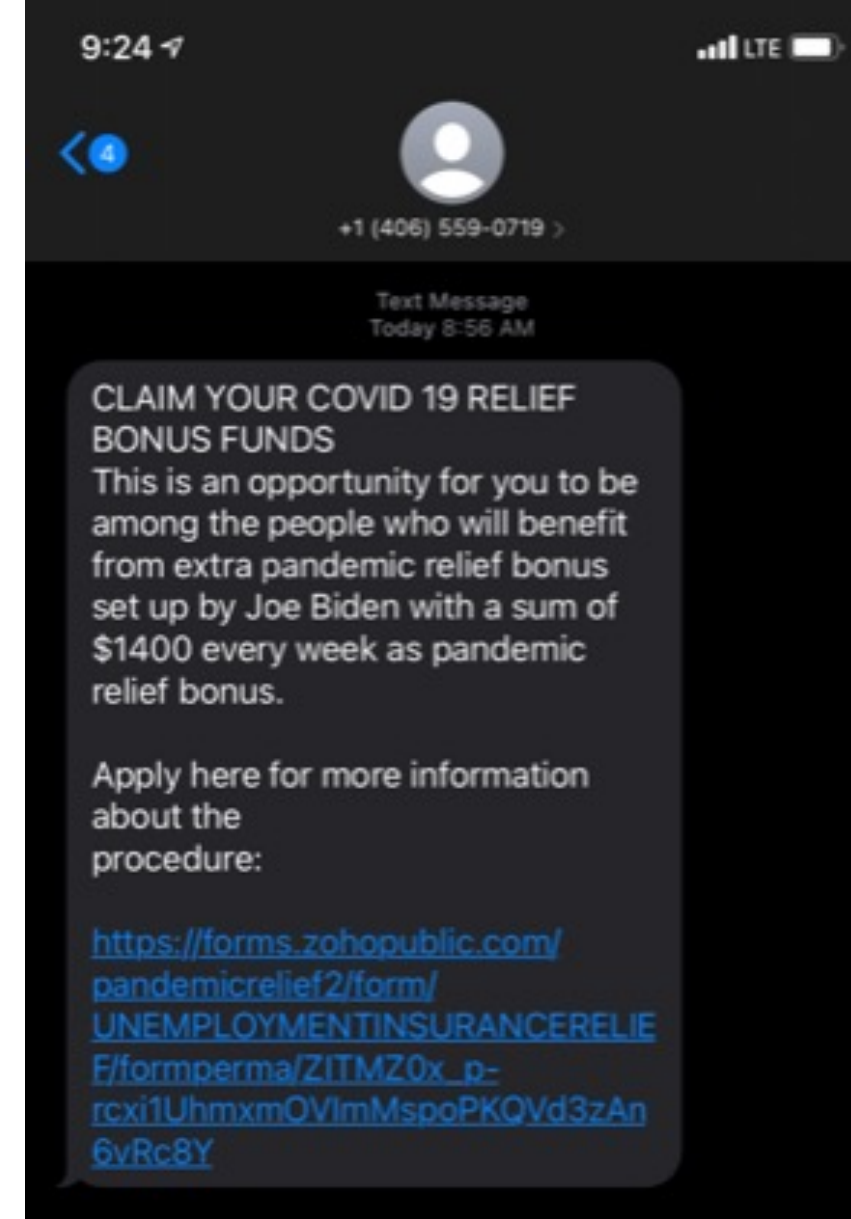 9:24
LTE
4
+1 (406) 559-0719 >
Text Message
Today 8:56 AM
CLAIM YOUR COVID 19 RELIEF
BONUS FUNDS
This is an opportunity for you to be
among the people who will benefit
from extra pandemic relief bonus
set up by Joe Biden with a sum of
$1400 every week as pandemic
relief bonus.
Apply here for more information
about the
procedure:
https://forms.zohopublic.com/
pandemicrelief2/form/
UNEMPLOYMENTINSURANCERELIE
F/formperma/ZITMZ0x_p-
rcxi1UhmxmOVImMspoPKQVd3zAn
6vRc8Y